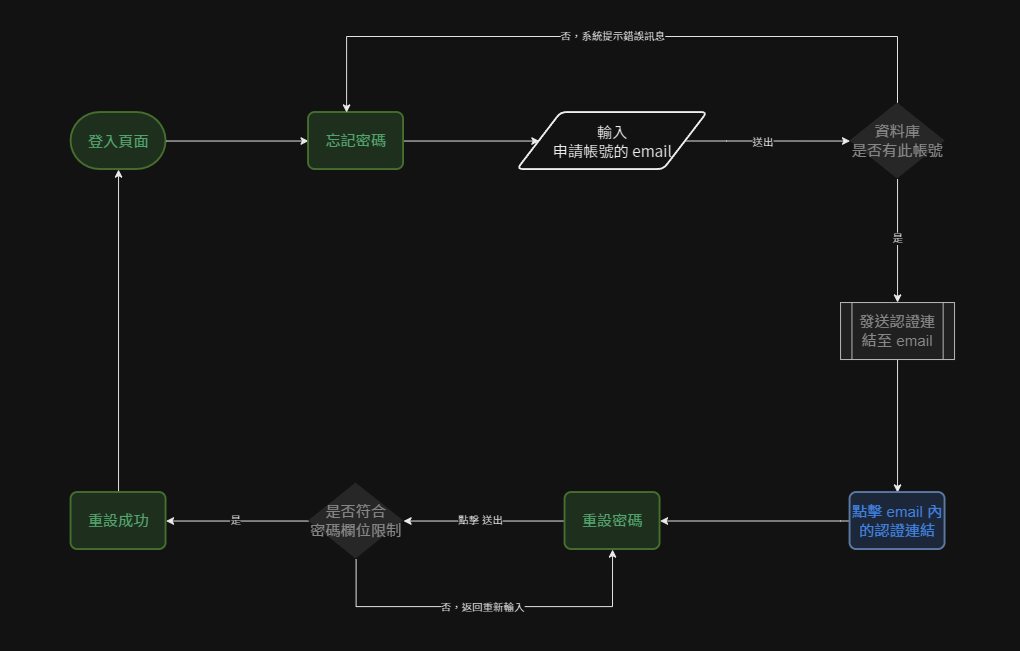 否，系統提示錯誤訊息
登入頁面
忘記密碼
輸入
申請帳號的 email
送出
資料庫
是否有此帳號
是
發送認證連
結至 email
重設成功
是
是否符合
密碼欄位限制
點擊 送出
重設密碼
點擊 email 內
的認證連結
否，返回重新輸入